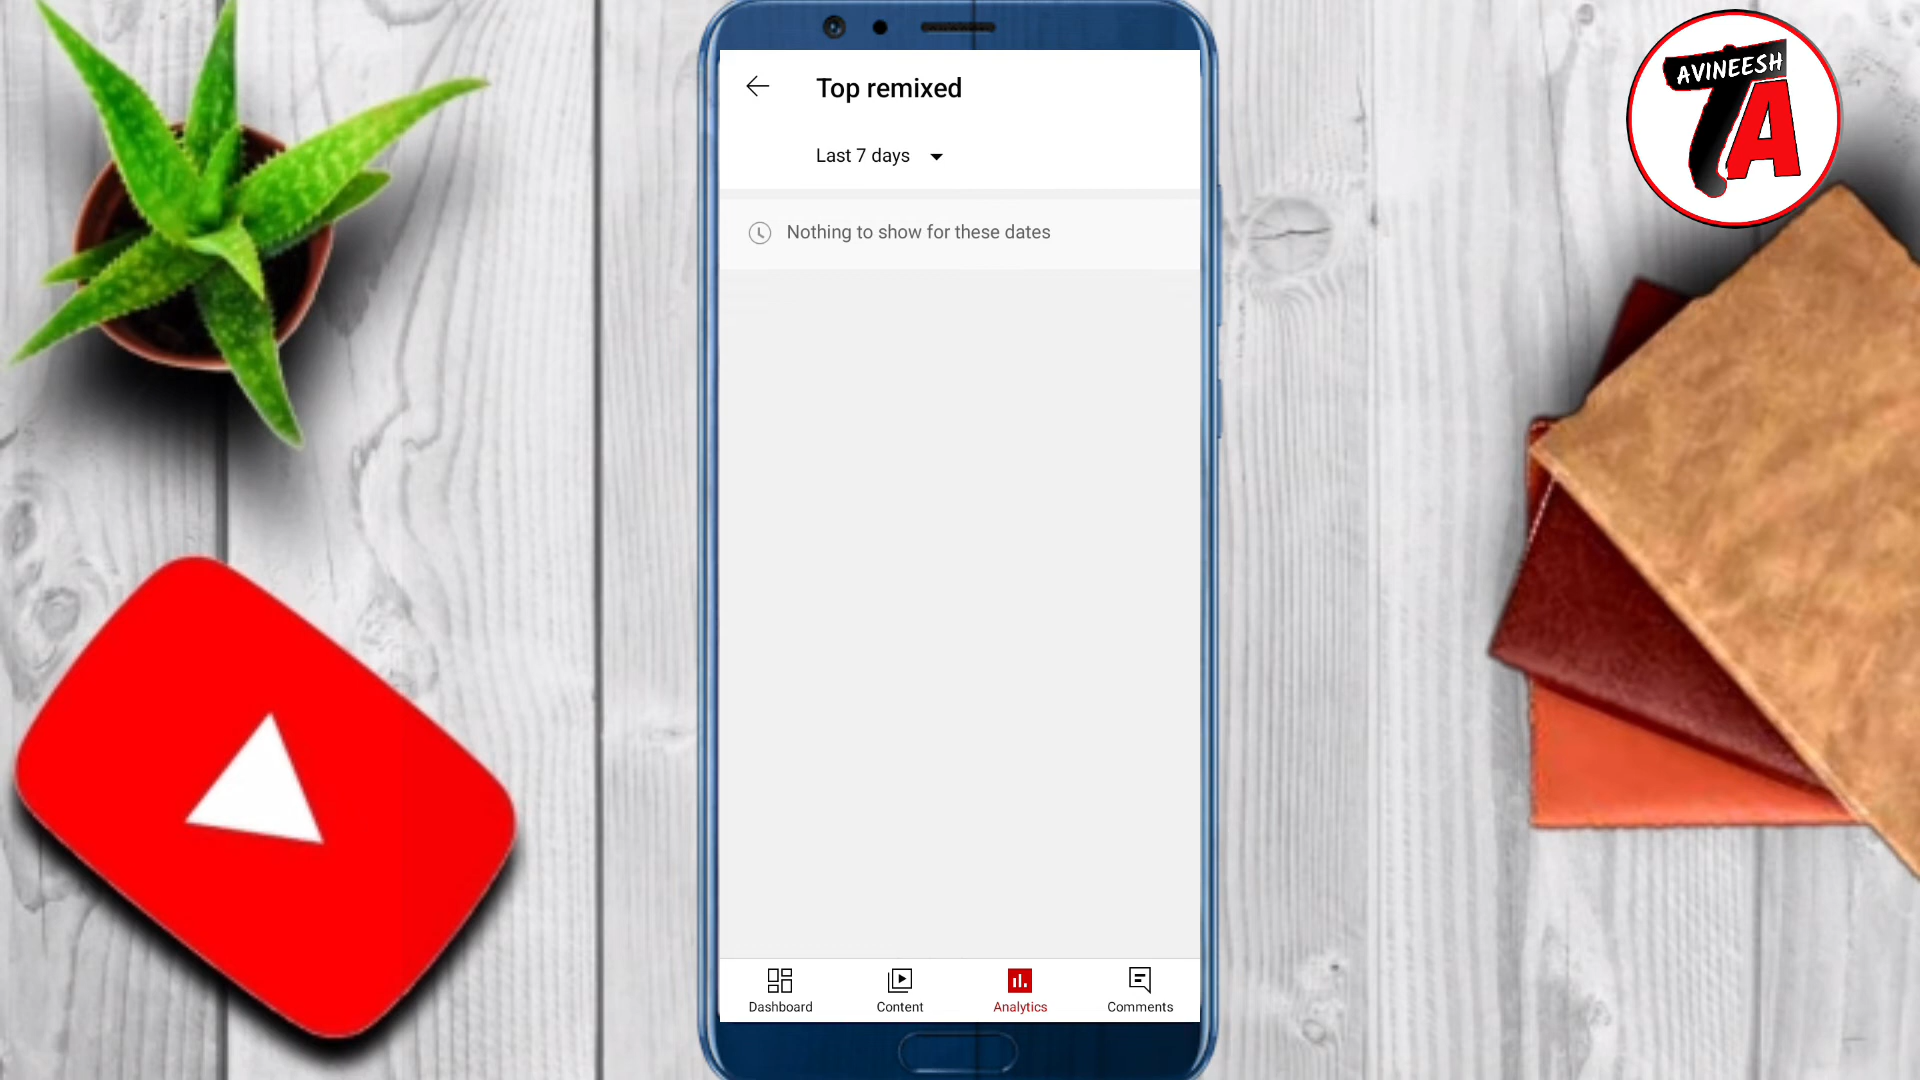 AVINEESH
TA
Top remixed
Last 7 days
Nothing to show for these dates
Dashboard
Content
Analytics
Comments